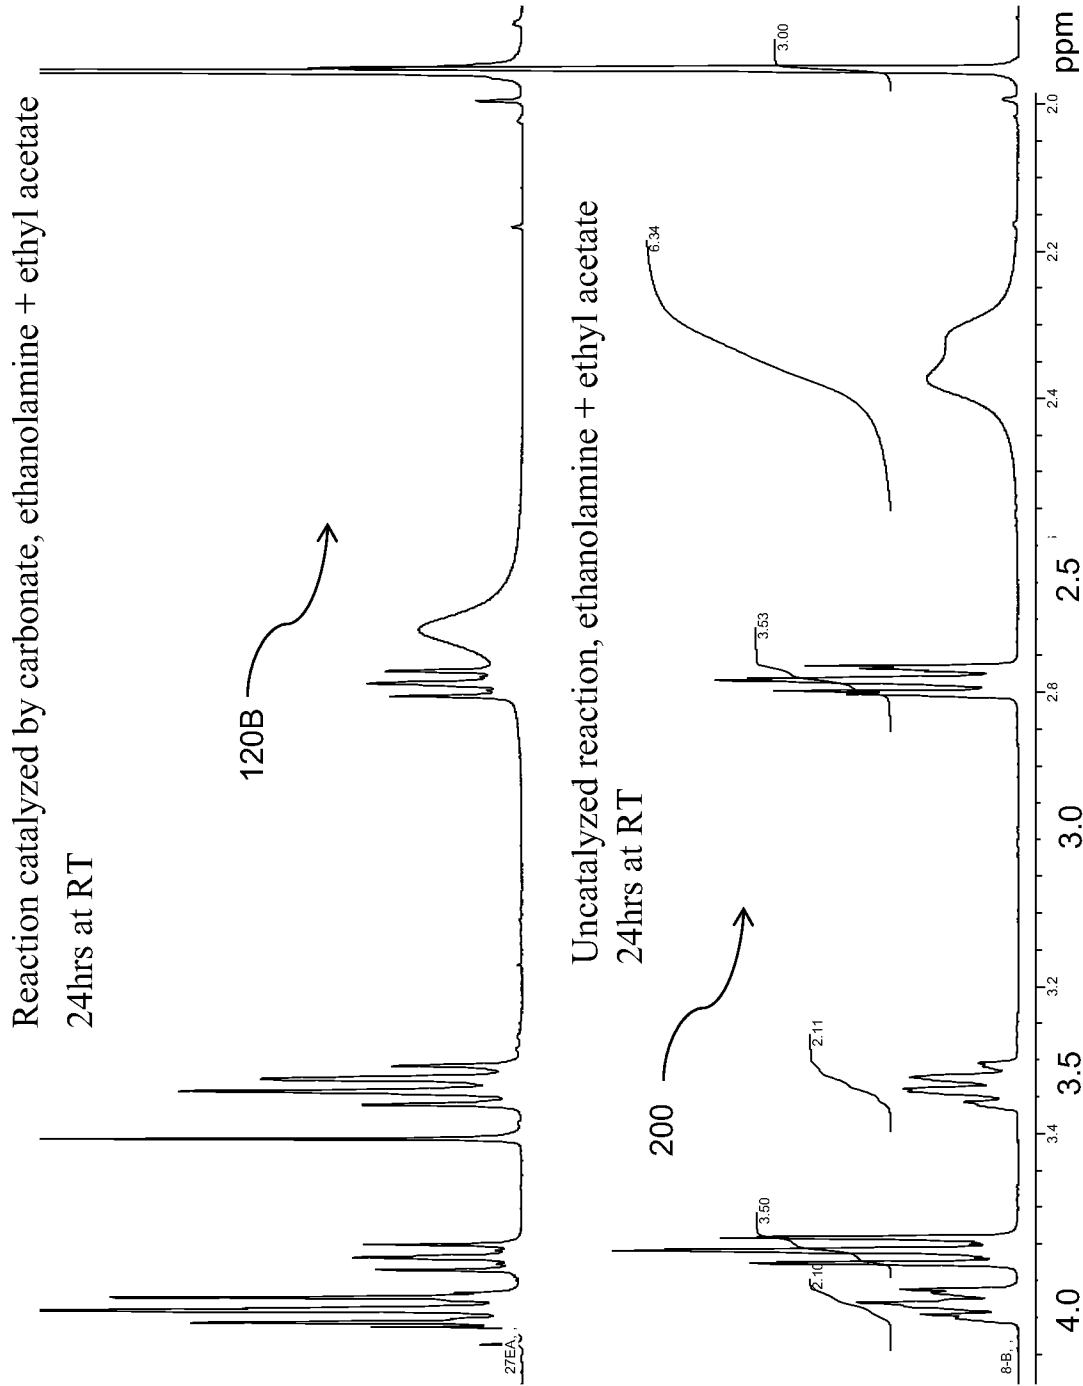 Reaction catalyzed by carbonate, ethanolamine + ethyl acetate
24hrs at RT
120B
27EA, ,
Uncatalyzed reaction, ethanolamine + ethyl acetate
24hrs at RT
200
2.10
3.50
2.11
3.53
6.34
3.00
8-B, ,
3.4
3.2
2.8
2.4
2.2
2.0
4.0
3.5
3.0
2.5
ppm